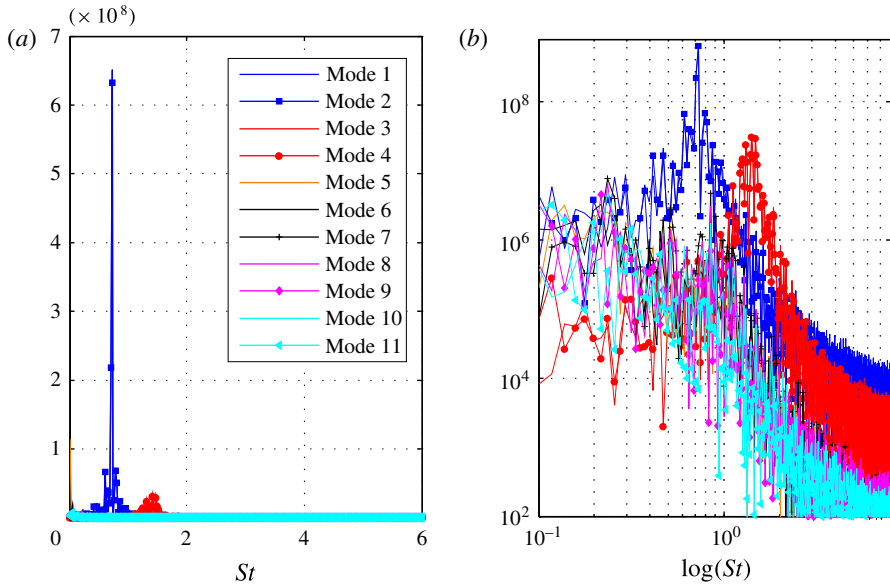 (× 10⁸)
(a)
(b)
7
6
5
4
3
2
1
0
2
4
6
St
Mode 1
Mode 2
Mode 3
Mode 4
Mode 5
Mode 6
Mode 7
Mode 8
Mode 9
Mode 10
Mode 11
10⁸
10⁶
10⁴
10²
10⁻¹
10⁰
log(St)